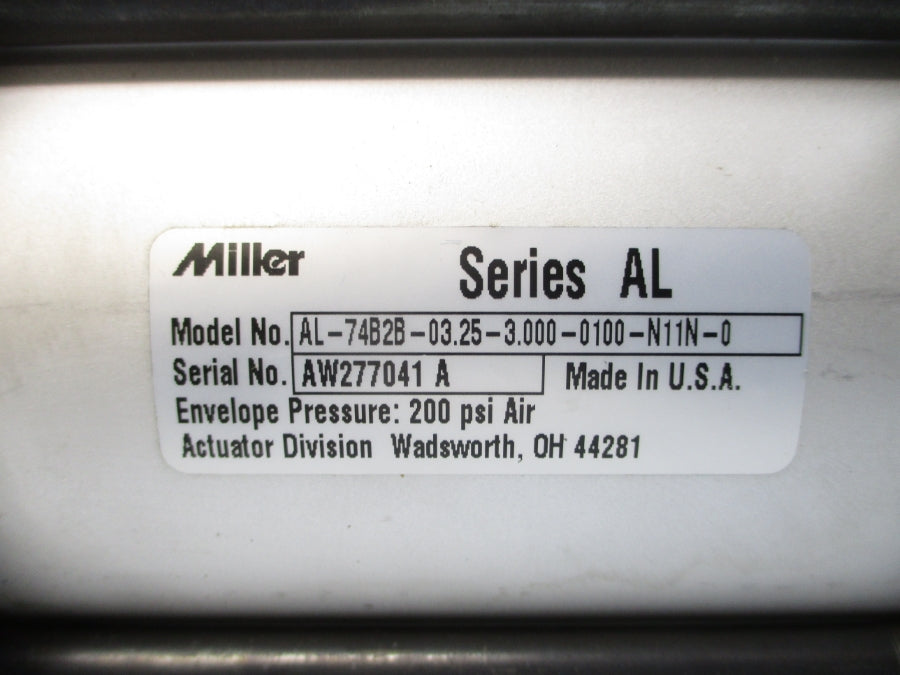 Miller
Series AL
Model No. AL-74B2B-03.25-3.000-0100-N11N-0
Serial No. AW277041 A Made In U.S.A.
Envelope Pressure: 200 psi Air
Actuator Division Wadsworth, OH 44281